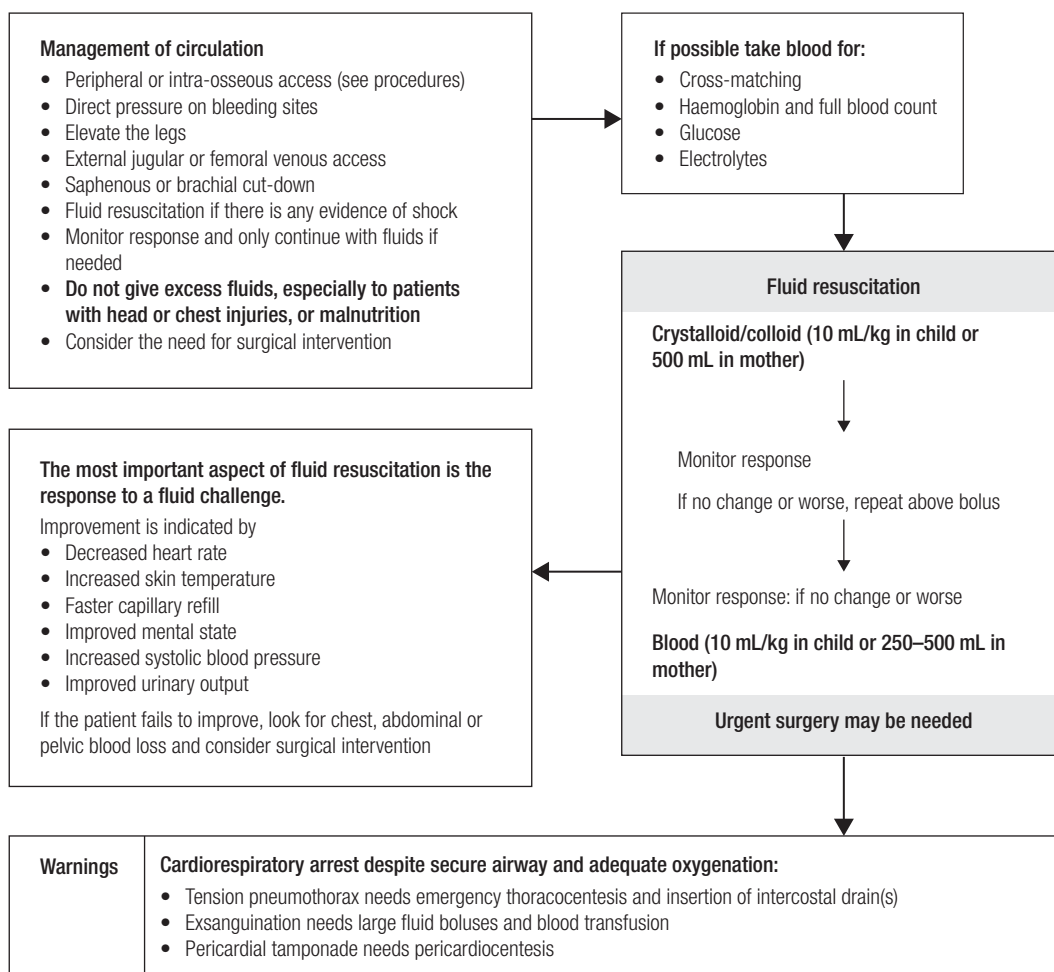 Management of circulation
• Peripheral or intra-osseous access (see procedures)
• Direct pressure on bleeding sites
• Elevate the legs
• External jugular or femoral venous access
• Saphenous or brachial cut-down
• Fluid resuscitation if there is any evidence of shock
• Monitor response and only continue with fluids if
needed
• Do not give excess fluids, especially to patients
with head or chest injuries, or malnutrition
• Consider the need for surgical intervention
If possible take blood for:
• Cross-matching
• Haemoglobin and full blood count
• Glucose
• Electrolytes
Fluid resuscitation
Crystalloid/colloid (10 mL/kg in child or
500 mL in mother)
Monitor response
If no change or worse, repeat above bolus
Monitor response: if no change or worse
Blood (10 mL/kg in child or 250–500 mL in
mother)
Urgent surgery may be needed
The most important aspect of fluid resuscitation is the
response to a fluid challenge.
Improvement is indicated by
• Decreased heart rate
• Increased skin temperature
• Faster capillary refill
• Improved mental state
• Increased systolic blood pressure
• Improved urinary output
If the patient fails to improve, look for chest, abdominal or
pelvic blood loss and consider surgical intervention
Warnings
Cardiorespiratory arrest despite secure airway and adequate oxygenation:
• Tension pneumothorax needs emergency thoracocentesis and insertion of intercostal drain(s)
• Exsanguination needs large fluid boluses and blood transfusion
• Pericardial tamponade needs pericardiocentesis